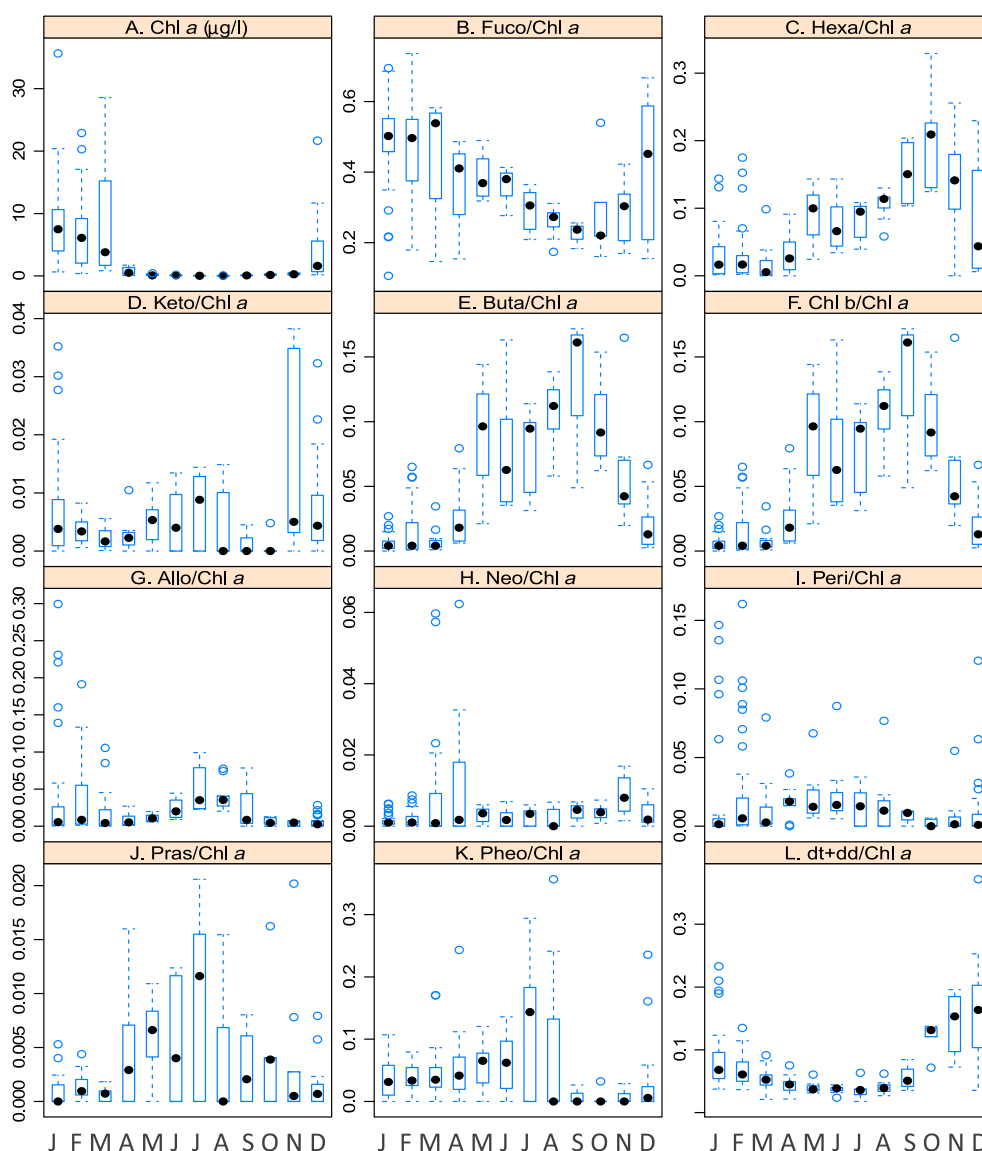 A. Chl a (µg/l)
B. Fuco/Chl a
C. Hexa/Chl a
0 10 20 30
0.2 0.4 0.6
0.0 0.1 0.2 0.3
D. Keto/Chl a
E. Buta/Chl a
F. Chl b/Chl a
0.00 0.01 0.02 0.03 0.04
0.00 0.05 0.10 0.15
0.00 0.05 0.10 0.15
G. Allo/Chl a
H. Neo/Chl a
I. Peri/Chl a
0.00 0.05 0.10 0.15 0.20 0.25 0.30
0.00 0.02 0.04 0.06
0.00 0.05 0.10 0.15
J. Pras/Chl a
K. Pheo/Chl a
L. dt+dd/Chl a
0.000 0.005 0.010 0.015 0.020
0.0 0.1 0.2 0.3
0.1 0.2 0.3
J F M A M J J A S O N D
J F M A M J J A S O N D
J F M A M J J A S O N D